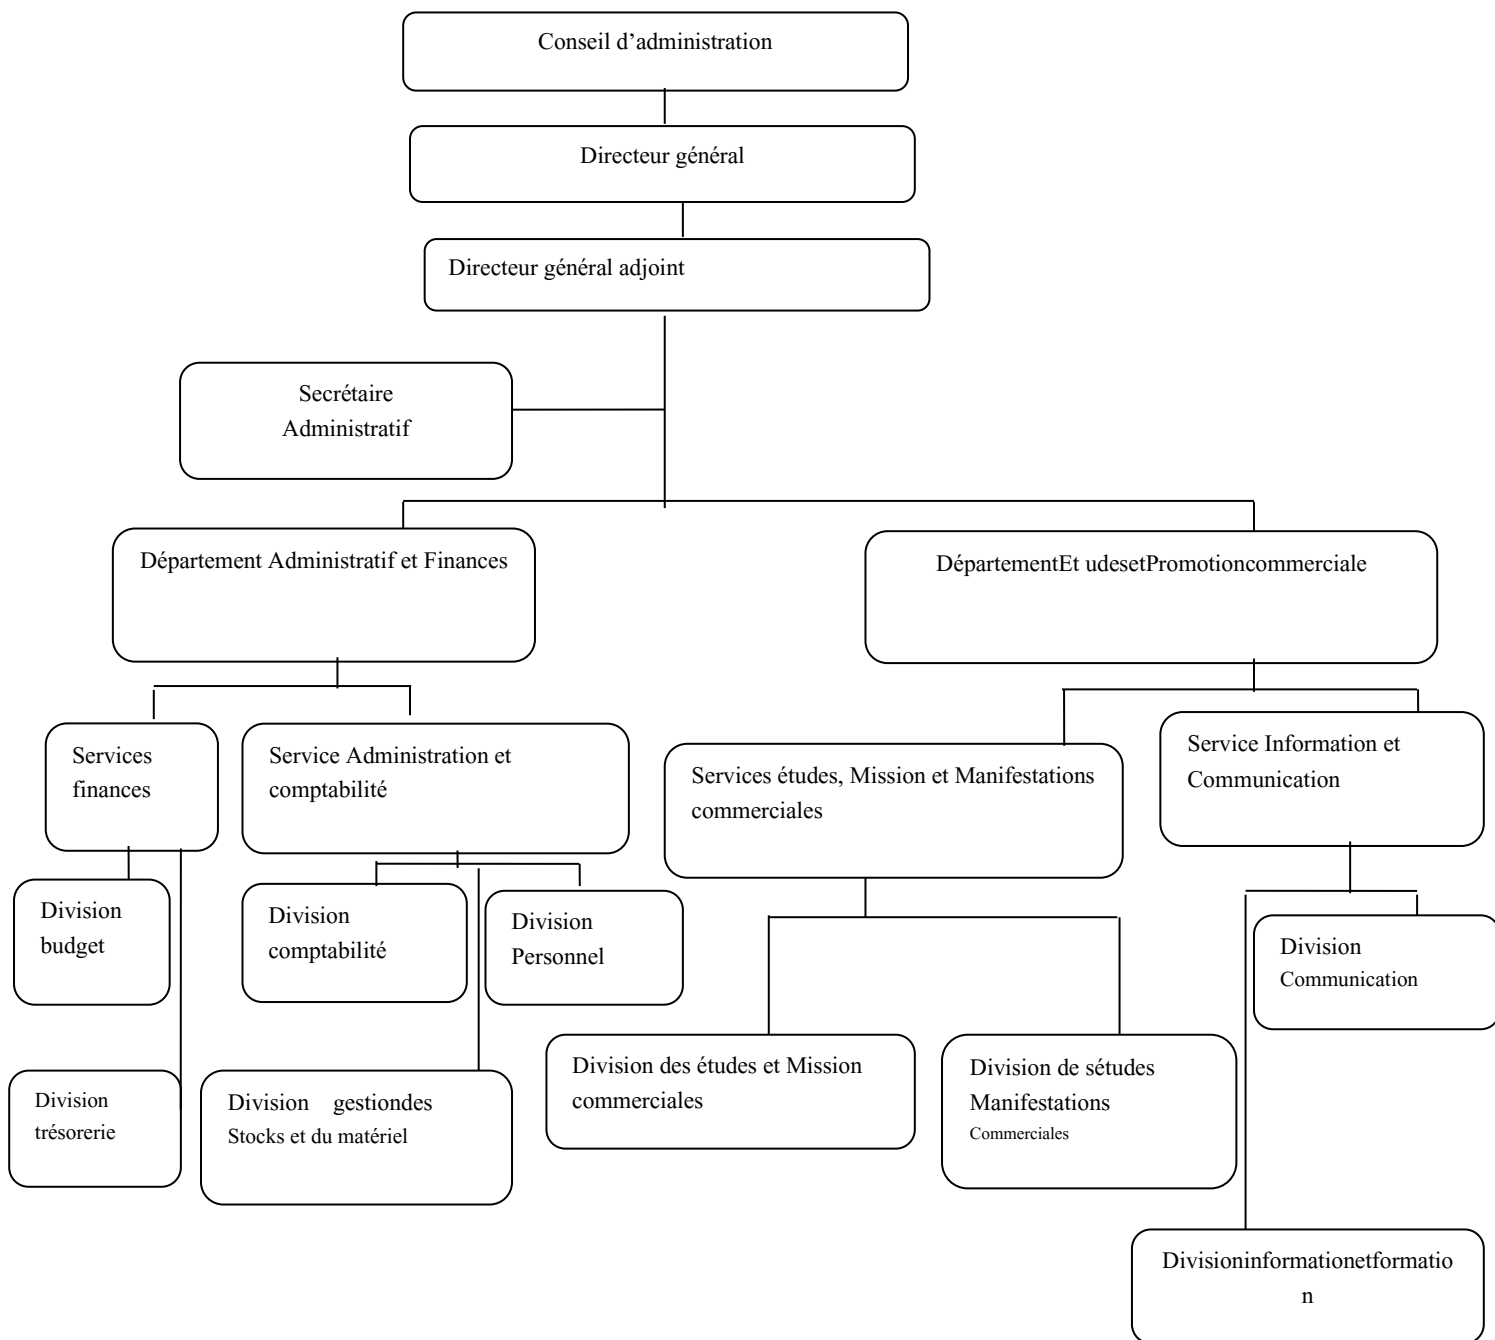 Conseil d’administration
Directeur général
Directeur général adjoint
Secrétaire
Administratif
Département Administratif et Finances
DépartementEt udesetPromotioncommerciale
Services
finances
Service Administration et
comptabilité
Services études, Mission et Manifestations
commerciales
Service Information et
Communication
Division
budget
Division
comptabilité
Division
Personnel
Division
Communication
Division
trésorerie
Division gestiondes
Stocks et du matériel
Division des études et Mission
commerciales
Division de sétudes
Manifestations
Commerciales
Divisioninformationetformatio
n